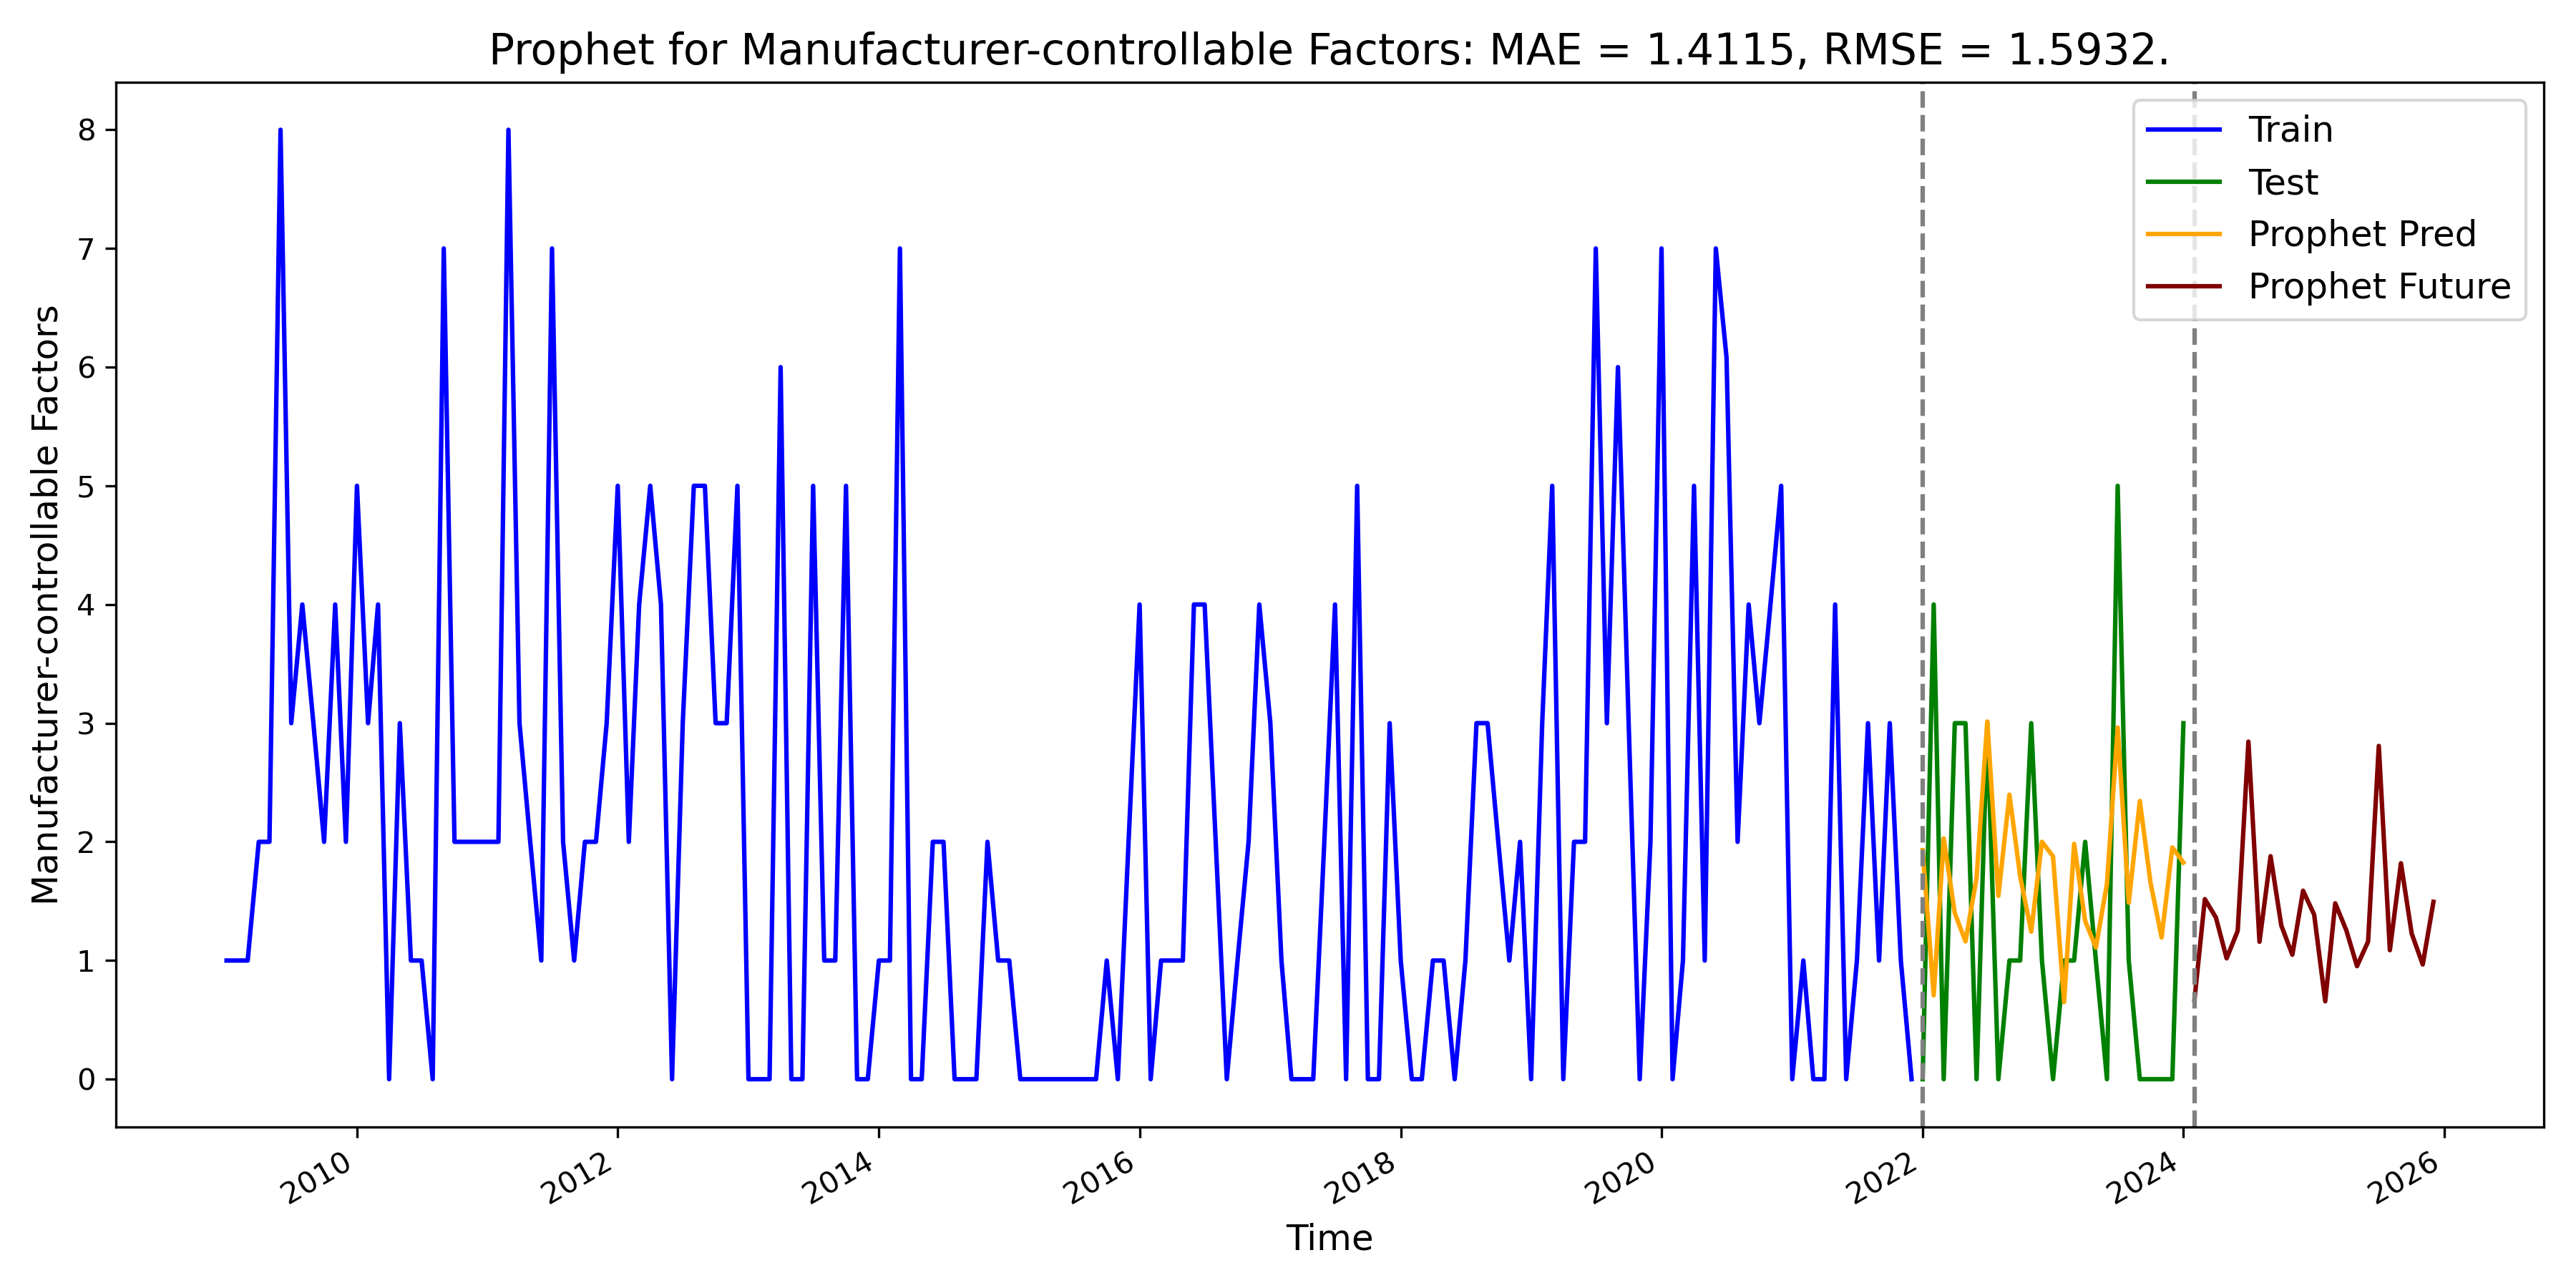 Prophet for Manufacturer-controllable Factors: MAE = 1.4115, RMSE = 1.5932.
Manufacturer-controllable Factors
8
7
6
5
4
3
2
1
0
Train
Test
Prophet Pred
Prophet Future
2010
2012
2014
2016
2018
2020
2022
2024
2026
Time